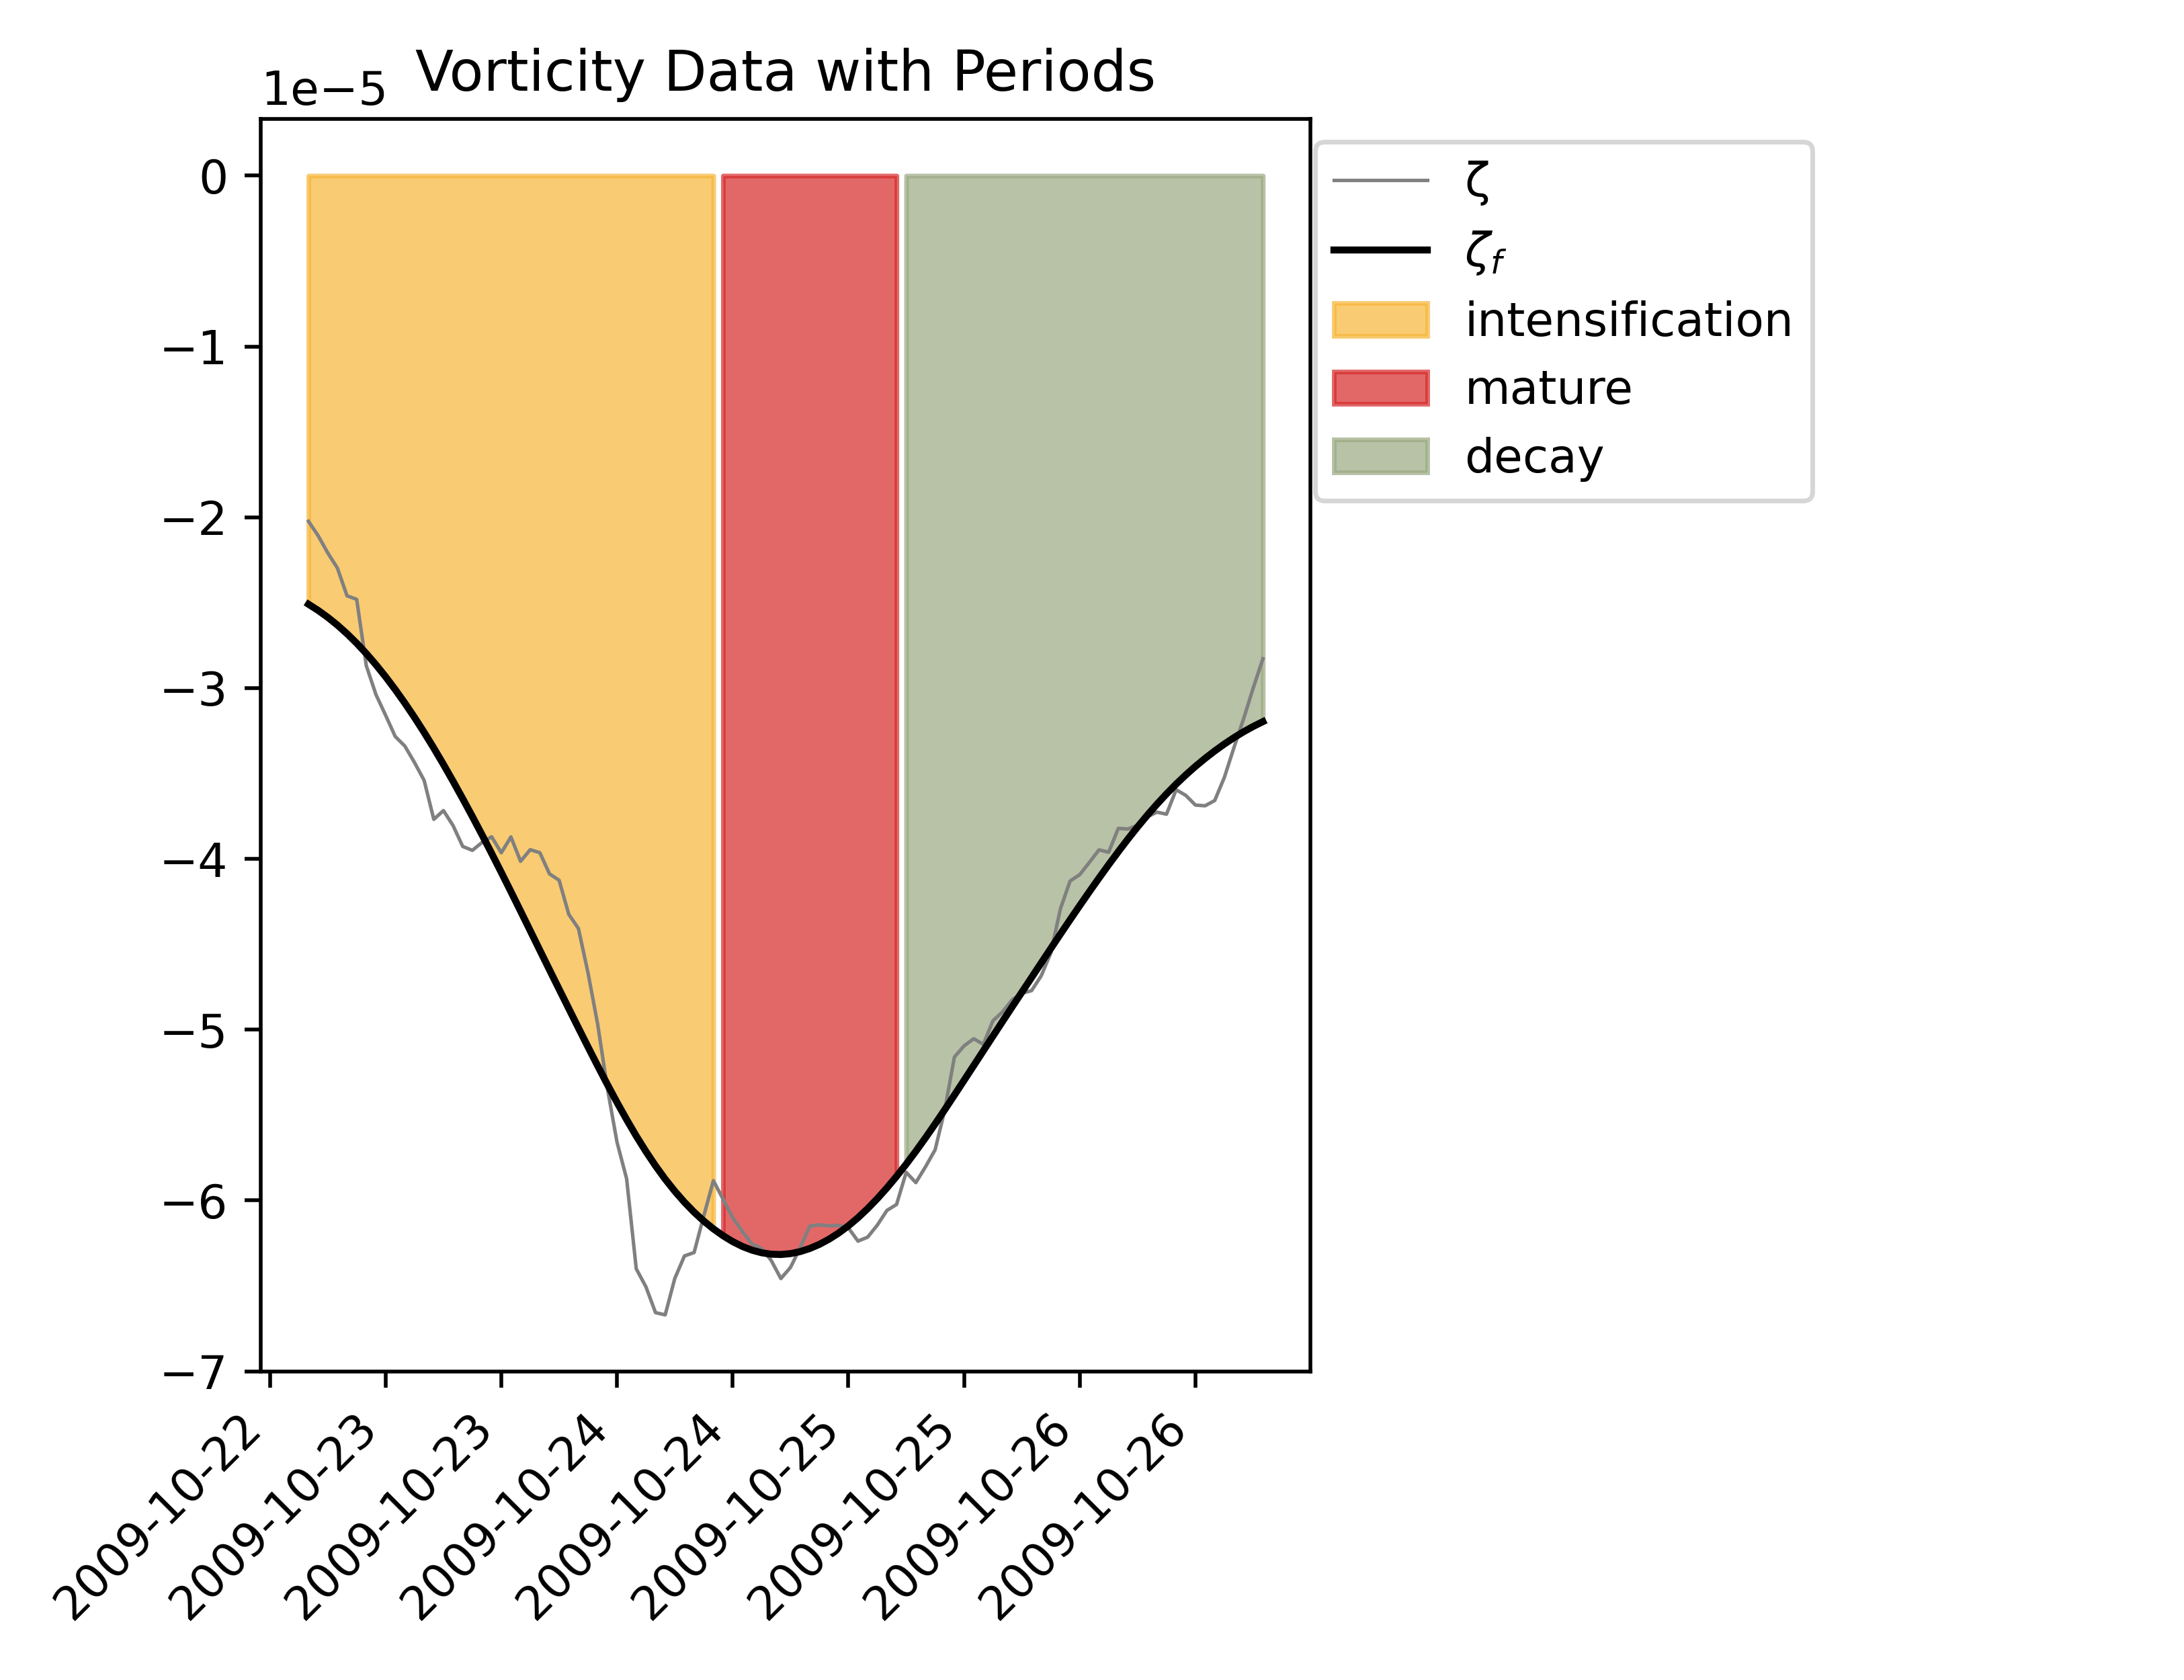 Vorticity Data with Periods
1e−5
0
−1
−2
−3
−4
−5
−6
−7
2009-10-22
2009-10-23
2009-10-23
2009-10-24
2009-10-24
2009-10-25
2009-10-25
2009-10-26
2009-10-26
ζ
ζf
intensification
mature
decay